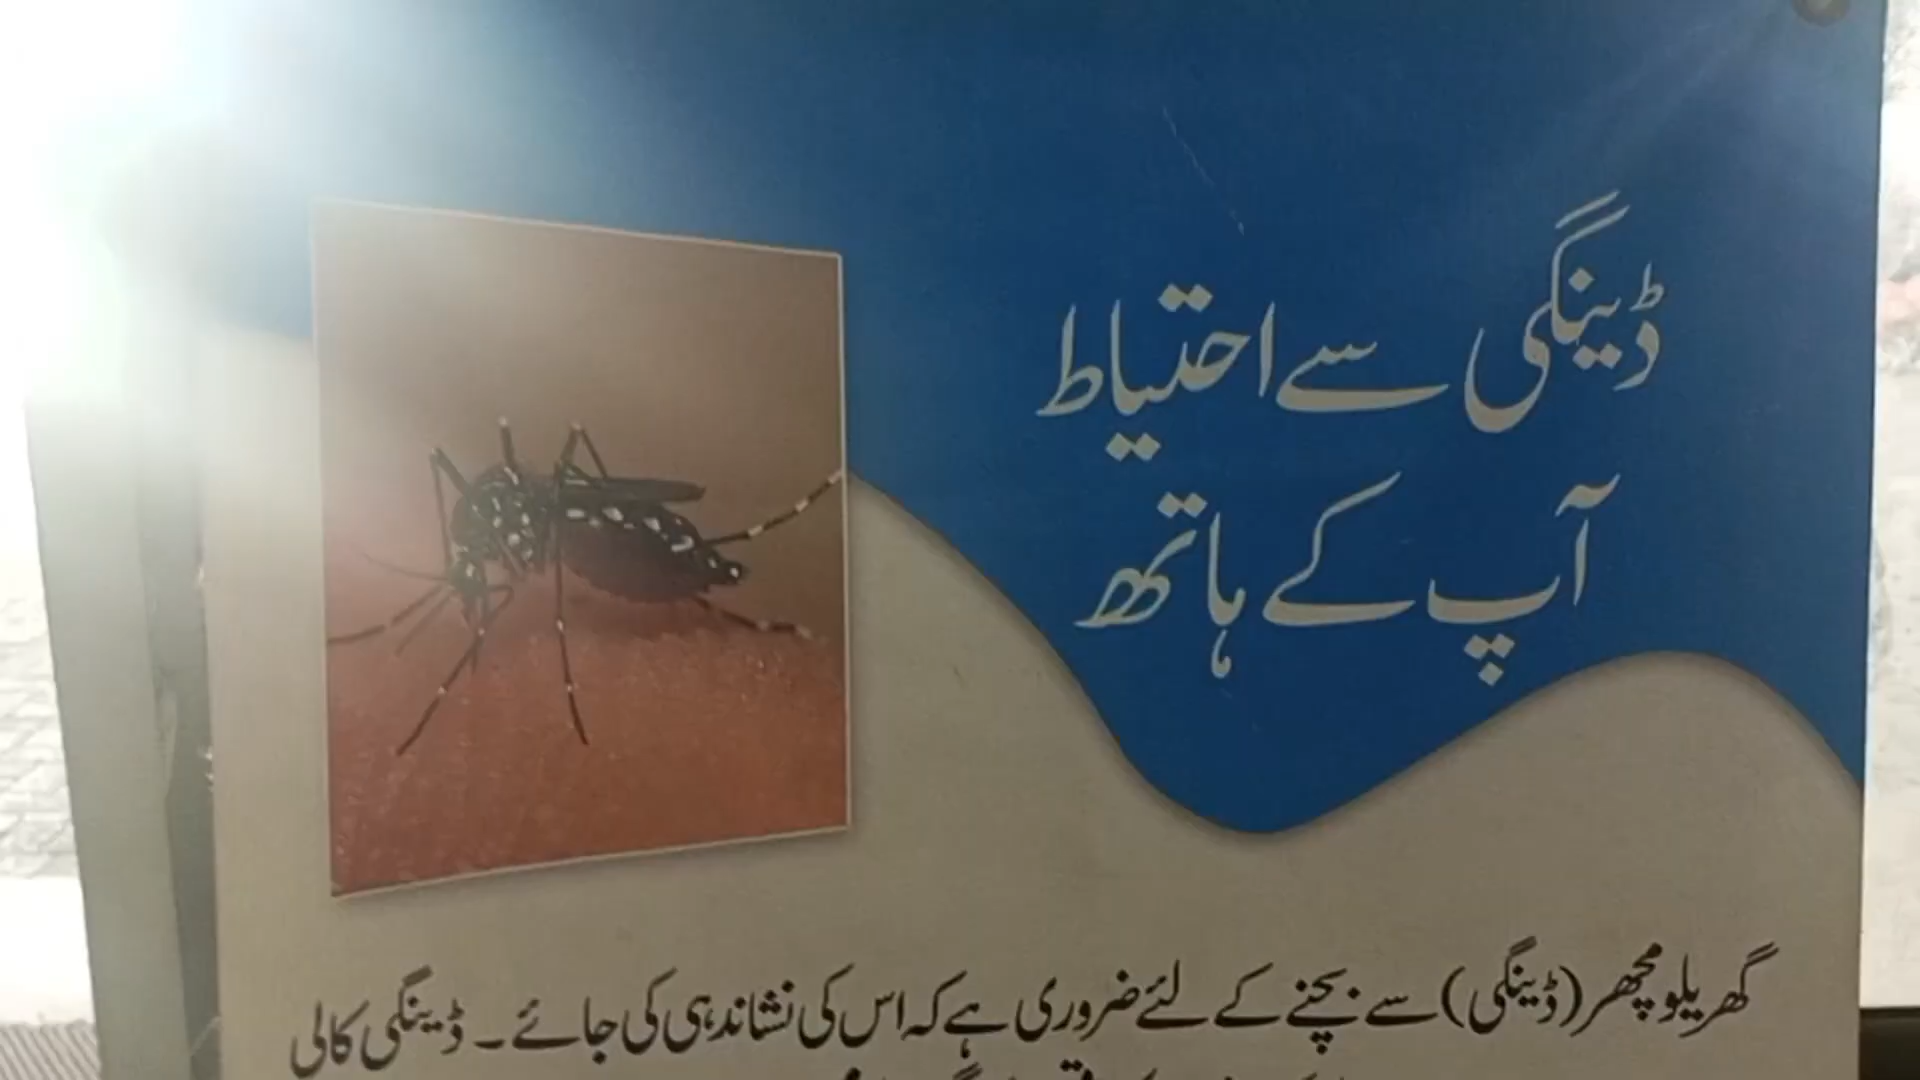 ڈینگی سے احتیاط
آپ کے ہاتھ
گھریلو مچھر (ڈینگی) سے بچنے کے لئے ضروری ہے کہ اس کی نشاندہی کی جائے۔ ڈینگی کالی